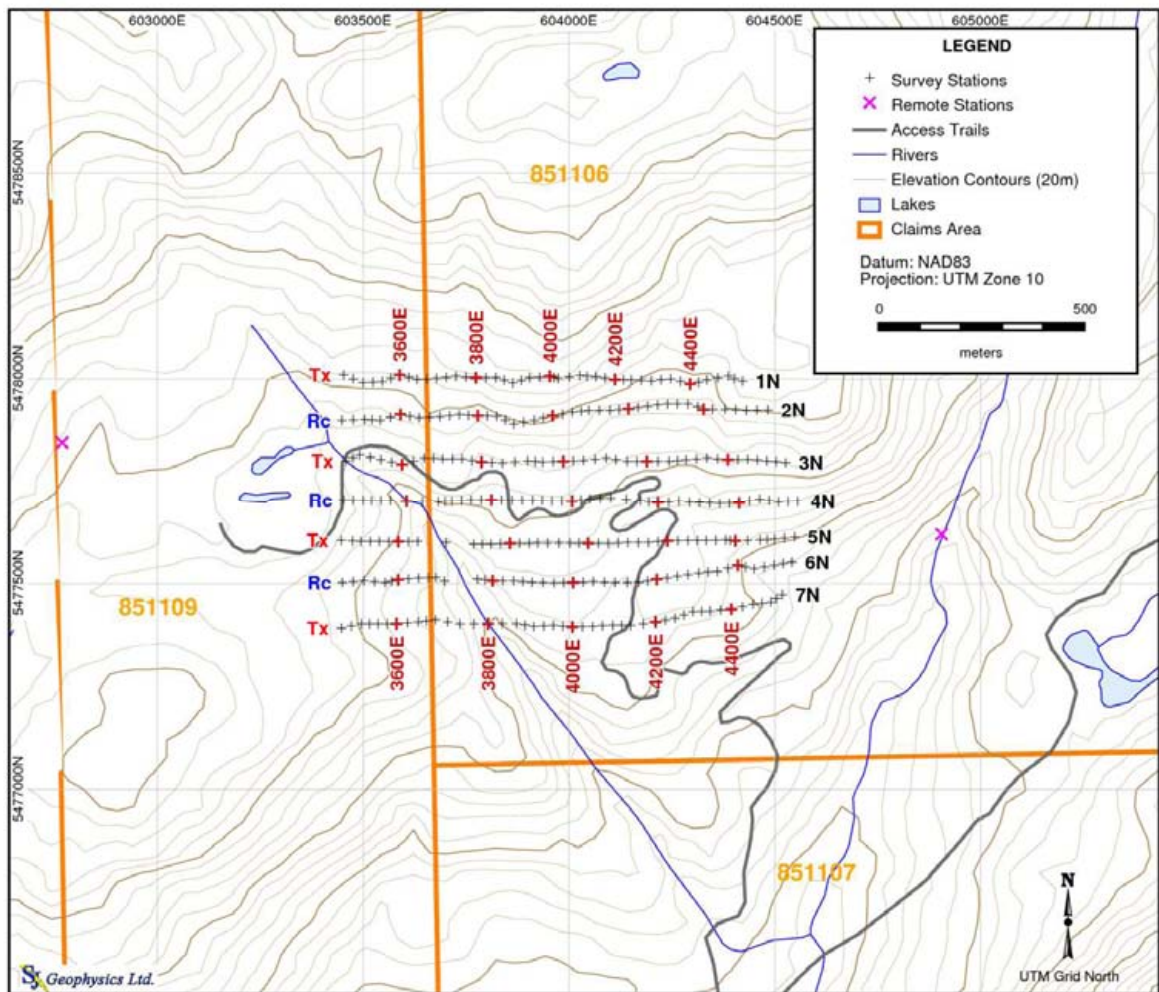 603000E 603500E 604000E 604500E 605000E
LEGEND
Survey Stations
Remote Stations
Access Trails
Rivers
Elevation Contours (20m)
Lakes
Claims Area
Datum: NAD83
Projection: UTM Zone 10
0 500
meters
5478500N
851106
5478000N
3600E 3800E 4000E 4200E 4400E
Tx 1N
Rc 2N
Tx 3N
Rc 4N
Tx 5N
Rc 6N
Tx 7N
5477500N
851109
3600E 3800E 4000E 4200E 4400E
5477000N
851107
N
UTM Grid North
SJ Geophysics Ltd.